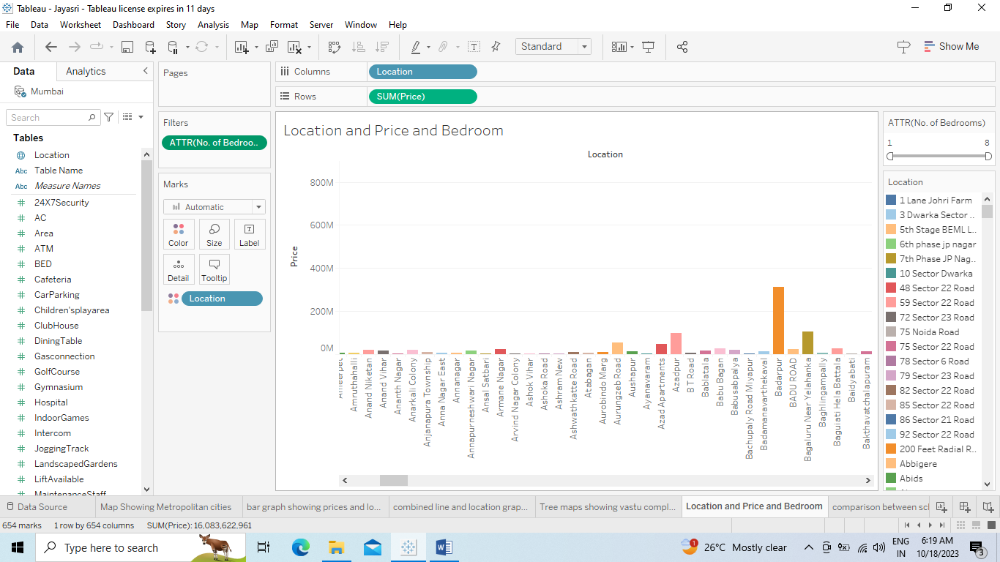 Tableau - Jayasri - Tableau license expires in 11 days
File Data Worksheet Dashboard Story Analysis Map Format Server Window Help
Standard
Show Me
Data Analytics
Mumbai
Search
Tables
Location
Table Name
Measure Names
24X7Security
AC
Area
ATM
BED
Cafeteria
CarParking
Children'splayarea
ClubHouse
DiningTable
Gasconnection
GolfCourse
Gymnasium
Hospital
IndoorGames
Intercom
JoggingTrack
LandscapedGardens
LiftAvailable
MaintenanceStaff
Pages
Filters
ATTR(No. of Bedroo..
Marks
Automatic
Color Size Label
Detail Tooltip
Location
Columns Location
Rows SUM(Price)
Location and Price and Bedroom
Location
Price
800M
600M
400M
200M
0M
Ameerpet
Amruthahalli
Anand Niketan
Anand Vihar
Ananth Nagar
Anarkali Colony
Anjanapura Township
Anna Nagar East
Annanagar
Annapurneshwari Nagar
Ansal Satbari
Armane Nagar
Arvind Nagar Colony
Ashok Vihar
Ashoka Road
Ashram New
Ashwathkatte Road
Atabagan
Aurobindo Marg
Aurungzeb Road
Aushapur
Ayanavaram
Azad Apartments
Azadpur
B T Road
Bablatala
Babu Bagan
Babusabpalya
Bachupaly Road Miyapur
Badamanavarthekaval
Badarpur
BADU ROAD
Bagaluru Near Yelahanka
Baghlingampally
Baguiati Hela Battala
Baidyabati
Bakthavatchalapuram
ATTR(No. of Bedrooms)
1 8
Location
1 Lane Johri Farm
3 Dwarka Sector ..
5th Stage BEML L..
6th phase jp nagar
7th Phase JP Nag..
10 Sector Dwarka
48 Sector 22 Road
59 Sector 22 Road
72 Sector 23 Road
75 Noida Road
75 Sector 22 Road
78 Sector 6 Road
79 Sector 23 Road
82 Sector 22 Road
85 Sector 22 Road
86 Sector 21 Road
92 Sector 22 Road
200 Feet Radial R..
Abbigere
Abids
Data Source Map Showing Metropolitan cities bar graph showing prices and lo... combined line and location grap... Tree maps showing vastu compl... Location and Price and Bedroom comparison between scl
654 marks 1 row by 654 columns SUM(Price): 16,083,622,961
Type here to search
1
26°C Mostly clear
ENG
IN
6:19 AM
10/18/2023
3